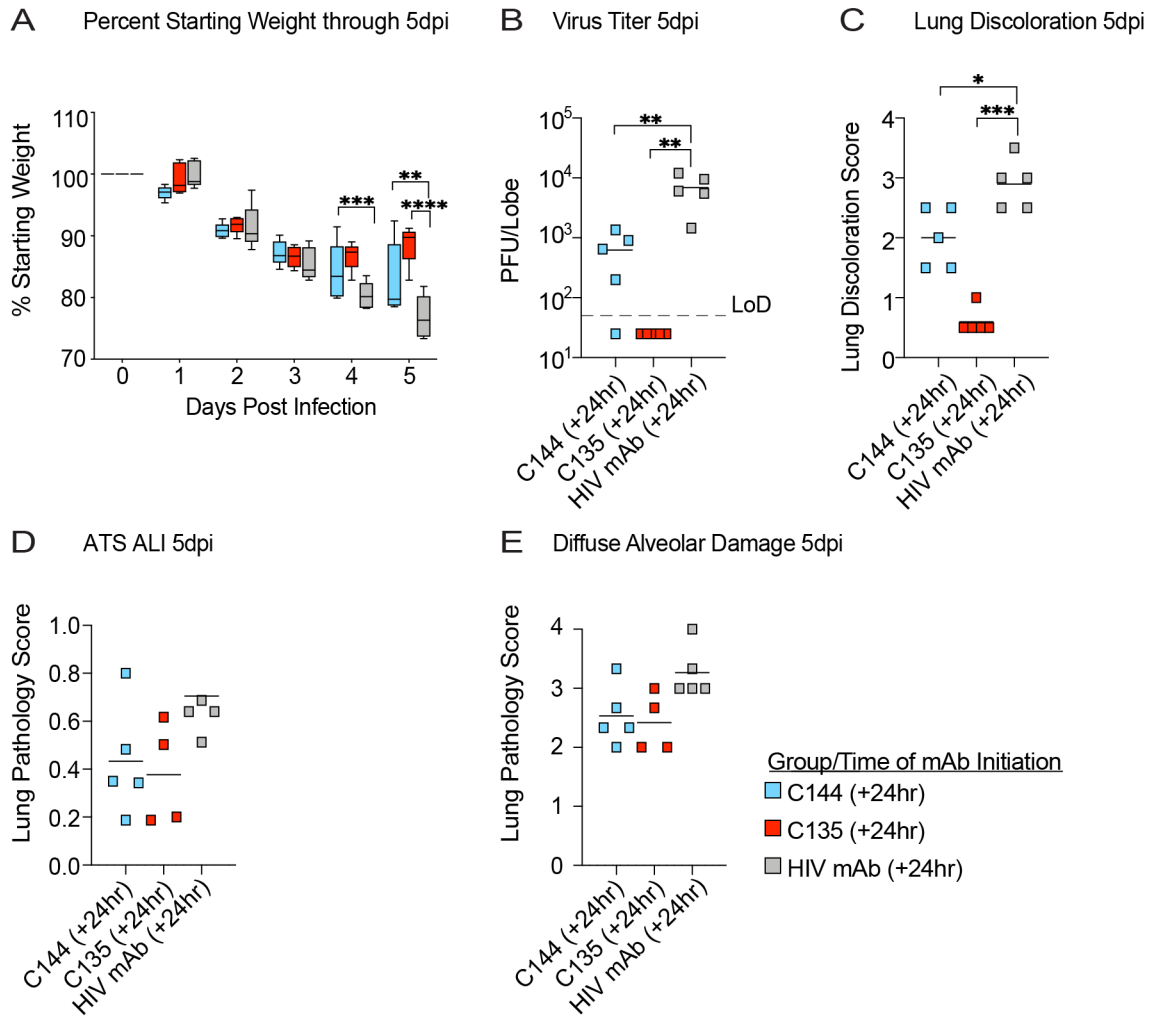 A Percent Starting Weight through 5dpi
% Starting Weight
110
100
90
80
70
** 
*** ****
0 1 2 3 4 5
Days Post Infection
B Virus Titer 5dpi
PFU/Lobe
10^5
10^4
10^3
10^2
10^1
**
**
LoD
C144 (+24hr)
C135 (+24hr)
HIV mAb (+24hr)
C Lung Discoloration 5dpi
Lung Discoloration Score
4
3
2
1
0
*
***
C144 (+24hr)
C135 (+24hr)
HIV mAb (+24hr)
D ATS ALI 5dpi
Lung Pathology Score
1.0
0.8
0.6
0.4
0.2
0.0
C144 (+24hr)
C135 (+24hr)
HIV mAb (+24hr)
E Diffuse Alveolar Damage 5dpi
Lung Pathology Score
4
3
2
1
0
C144 (+24hr)
C135 (+24hr)
HIV mAb (+24hr)
Group/Time of mAb Initiation
C144 (+24hr)
C135 (+24hr)
HIV mAb (+24hr)